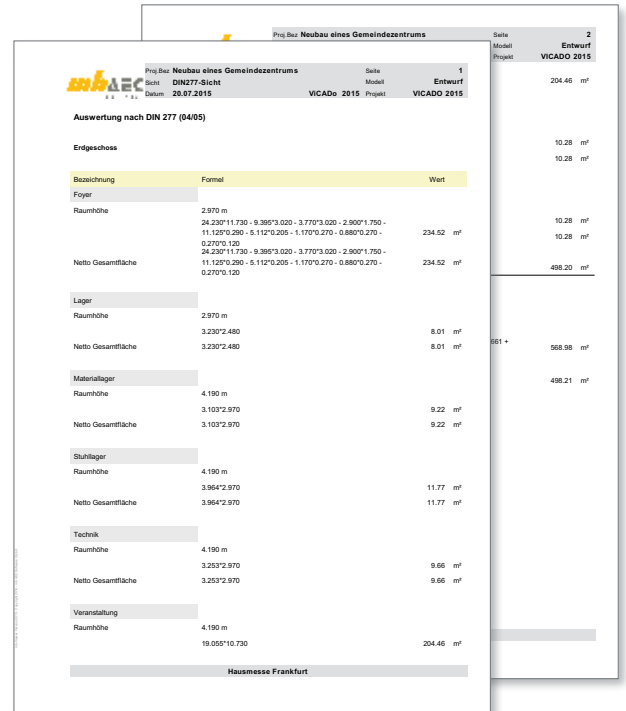 Proj.Bez Neubau eines Gemeindezentrums Seite 2
Modell Entwurf
Projekt VICADO 2015
204.46 m²
10.28 m²
10.28 m²
10.28 m²
10.28 m²
498.20 m²
661 +
568.98 m²
498.21 m²
mb AEC
Proj.Bez Neubau eines Gemeindezentrums Seite 1
Sicht DIN277-Sicht Modell Entwurf
Datum 20.07.2015 ViCADo 2015 Projekt VICADO 2015
Auswertung nach DIN 277 (04/05)
Erdgeschoss
Bezeichnung Formel Wert
Foyer
Raumhöhe 2.970 m
24.230*11.730 - 9.395*3.020 - 3.770*3.020 - 2.900*1.750 -
11.125*0.290 - 5.112*0.205 - 1.170*0.270 - 0.880*0.270 - 234.52 m²
0.270*0.120
24.230*11.730 - 9.395*3.020 - 3.770*3.020 - 2.900*1.750 -
Netto Gesamtfläche 11.125*0.290 - 5.112*0.205 - 1.170*0.270 - 0.880*0.270 - 234.52 m²
0.270*0.120
Lager
Raumhöhe 2.970 m
3.230*2.480 8.01 m²
Netto Gesamtfläche 3.230*2.480 8.01 m²
Materiallager
Raumhöhe 4.190 m
3.103*2.970 9.22 m²
Netto Gesamtfläche 3.103*2.970 9.22 m²
Stuhllager
Raumhöhe 4.190 m
3.964*2.970 11.77 m²
Netto Gesamtfläche 3.964*2.970 11.77 m²
Technik
Raumhöhe 4.190 m
3.253*2.970 9.66 m²
Netto Gesamtfläche 3.253*2.970 9.66 m²
Veranstaltung
Raumhöhe 4.190 m
19.055*10.730 204.46 m²
Hausmesse Frankfurt